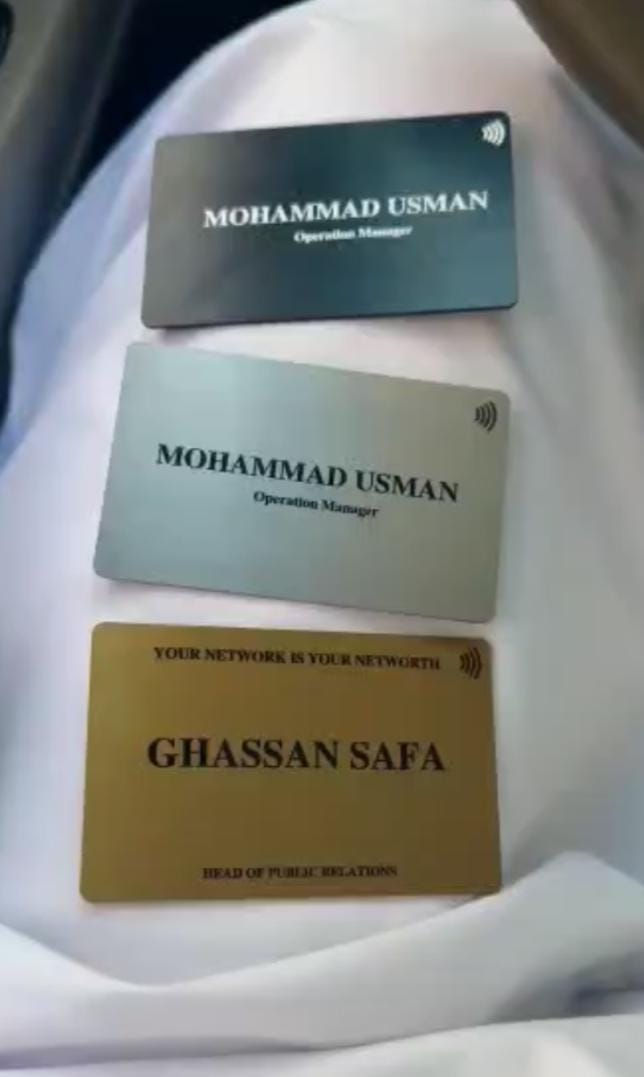 MOHAMMAD USMAN
Operation Manager
MOHAMMAD USMAN
Operation Manager
YOUR NETWORK IS YOUR NETWORTH
GHASSAN SAFA
HEAD OF PUBLIC RELATIONS